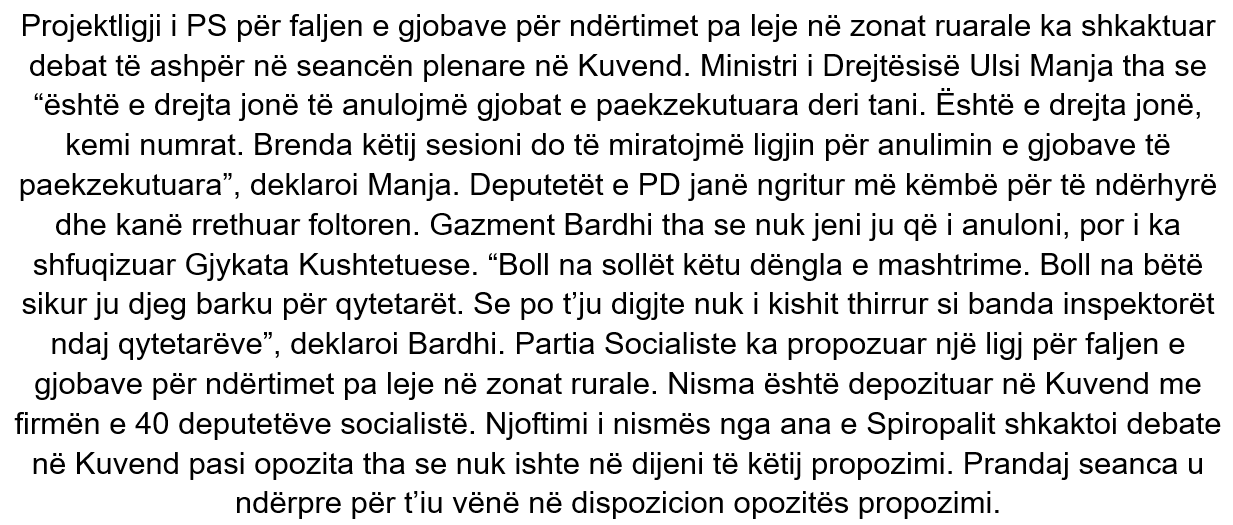 Projektligji i PS për faljen e gjobave për ndërtimet pa leje në zonat ruarale ka shkaktuar
debat të ashpër në seancën plenare në Kuvend. Ministri i Drejtësisë Ulsi Manja tha se
“është e drejta jonë të anulojmë gjobat e paekzekutuara deri tani. Është e drejta jonë,
kemi numrat. Brenda këtij sesioni do të miratojmë ligjin për anulimin e gjobave të
paekzekutuara”, deklaroi Manja. Deputetët e PD janë ngritur më këmbë për të ndërhyrë
dhe kanë rrethuar foltoren. Gazment Bardhi tha se nuk jeni ju që i anuloni, por i ka
shfuqizuar Gjykata Kushtetuese. “Boll na sollët këtu dëngla e mashtrime. Boll na bëtë
sikur ju djeg barku për qytetarët. Se po t’ju digjte nuk i kishit thirrur si banda inspektorët
ndaj qytetarëve”, deklaroi Bardhi. Partia Socialiste ka propozuar një ligj për faljen e
gjobave për ndërtimet pa leje në zonat rurale. Nisma është depozituar në Kuvend me
firmën e 40 deputetëve socialistë. Njoftimi i nismës nga ana e Spiropalit shkaktoi debate
në Kuvend pasi opozita tha se nuk ishte në dijeni të këtij propozimi. Prandaj seanca u
ndërpre për t’iu vënë në dispozicion opozitës propozimi.